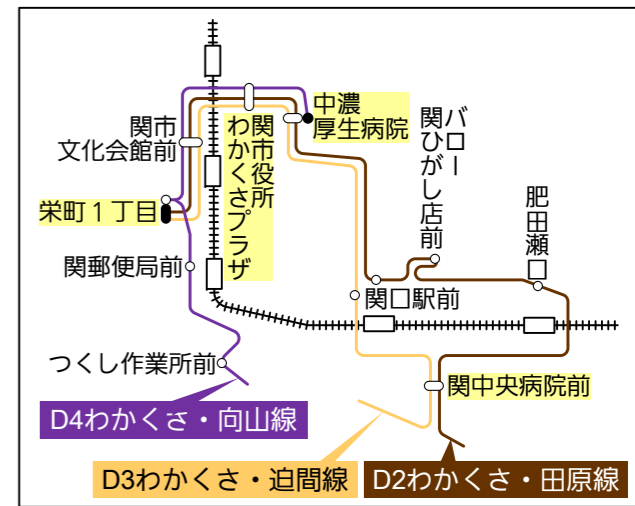 中濃
厚生病院
関市
文化会館前
関市役所
わかくさプラザ
バロー
関ひがし店前
肥田瀬口
栄町1丁目
関郵便局前
関口駅前
つくし作業所前
関中央病院前
D4わかくさ・向山線
D3わかくさ・迫間線
D2わかくさ・田原線